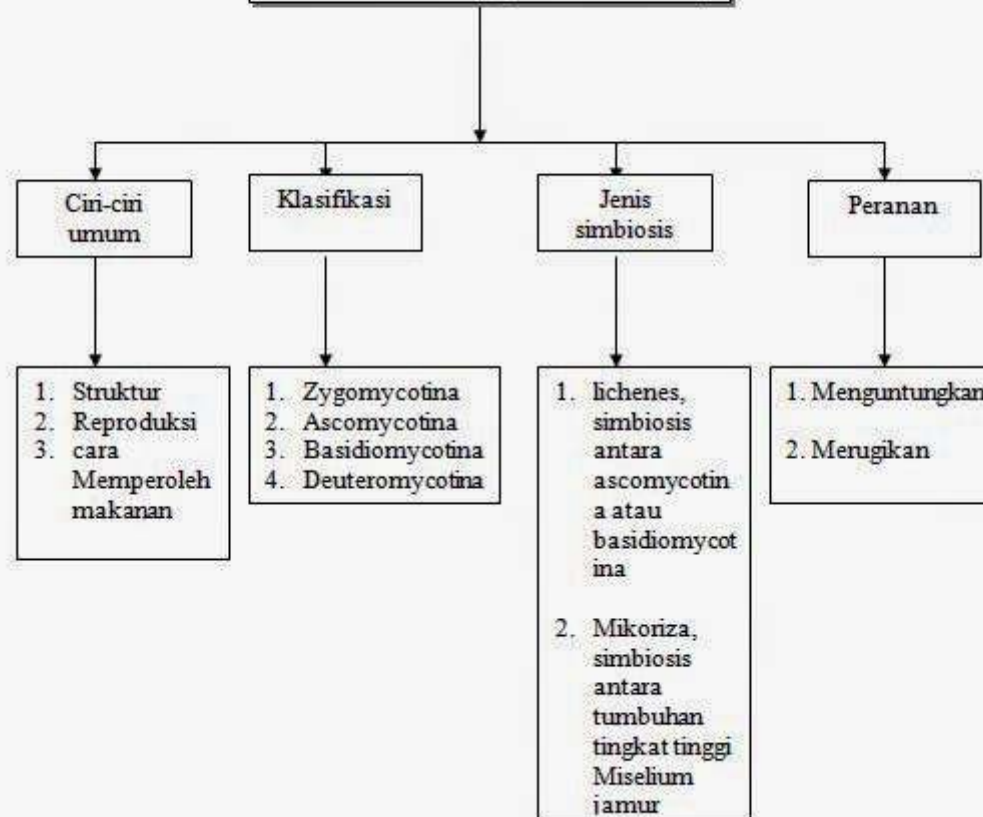 Ciri-ciri
umum
Klasifikasi
Jenis
simbiosis
Peranan
1. Struktur
2. Reproduksi
3. cara
Memperoleh
makanan
1. Zygomycotina
2. Ascomycotina
3. Basidiomycotina
4. Deuteromycotina
1. lichenes,
simbiosis
antara
ascomycotin
a atau
basidiomycot
ina
2. Mikoriza,
simbiosis
antara
tumbuhan
tingkat tinggi
Miselium
jamur
1. Menguntungkan
2. Merugikan